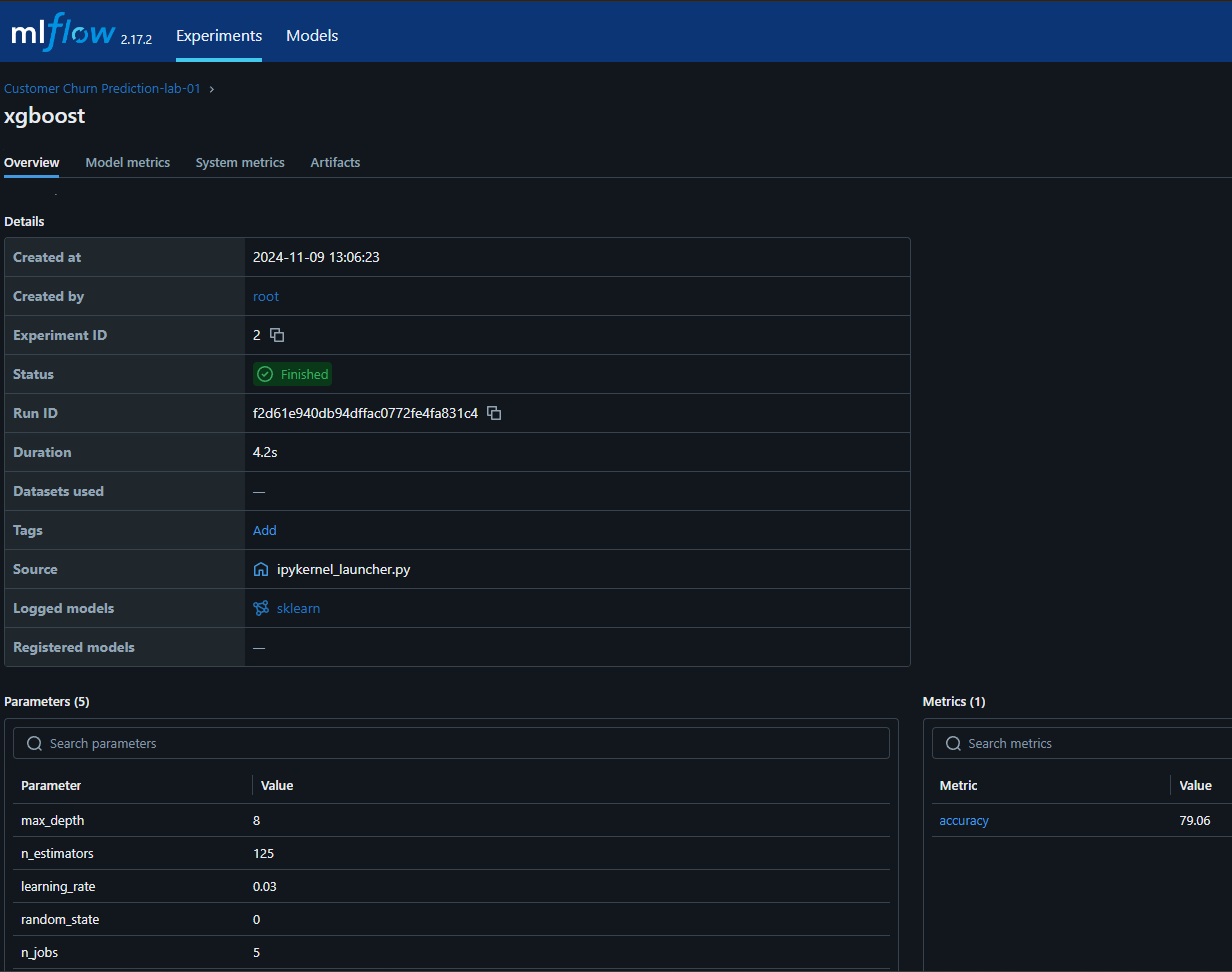 mlflow 2.17.2 Experiments Models
Customer Churn Prediction-lab-01 ›
xgboost
Overview Model metrics System metrics Artifacts
Details
Created at 2024-11-09 13:06:23
Created by root
Experiment ID 2
Status Finished
Run ID f2d61e940db94dffac0772fe4fa831c4
Duration 4.2s
Datasets used —
Tags Add
Source ipykernel_launcher.py
Logged models sklearn
Registered models —
Parameters (5) Metrics (1)
Search parameters Search metrics
Parameter Value Metric Value
max_depth 8 accuracy 79.06
n_estimators 125
learning_rate 0.03
random_state 0
n_jobs 5